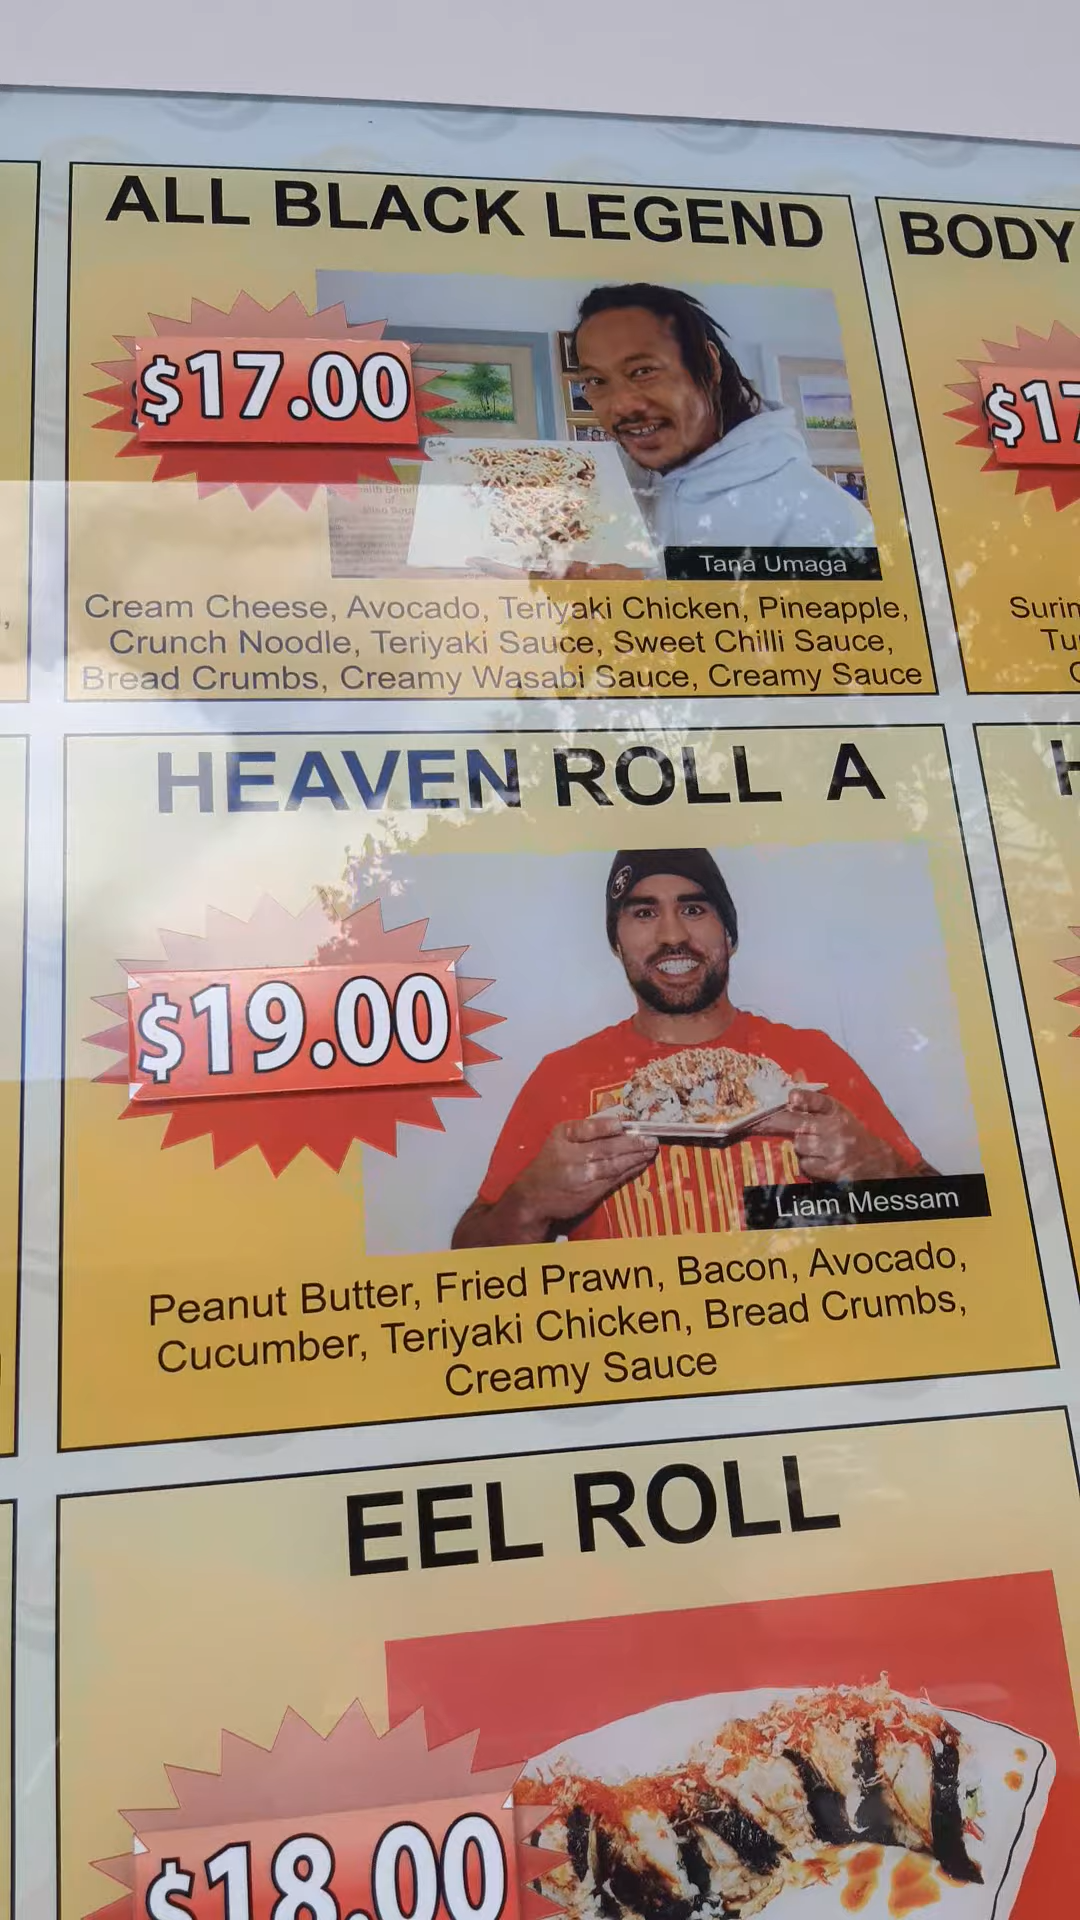 ALL BLACK LEGEND
$17.00
Tana Umaga
Cream Cheese, Avocado, Teriyaki Chicken, Pineapple,
Crunch Noodle, Teriyaki Sauce, Sweet Chilli Sauce,
Bread Crumbs, Creamy Wasabi Sauce, Creamy Sauce
BODY
HEAVEN ROLL A
$19.00
Liam Messam
Peanut Butter, Fried Prawn, Bacon, Avocado,
Cucumber, Teriyaki Chicken, Bread Crumbs,
Creamy Sauce
EEL ROLL
$18.00